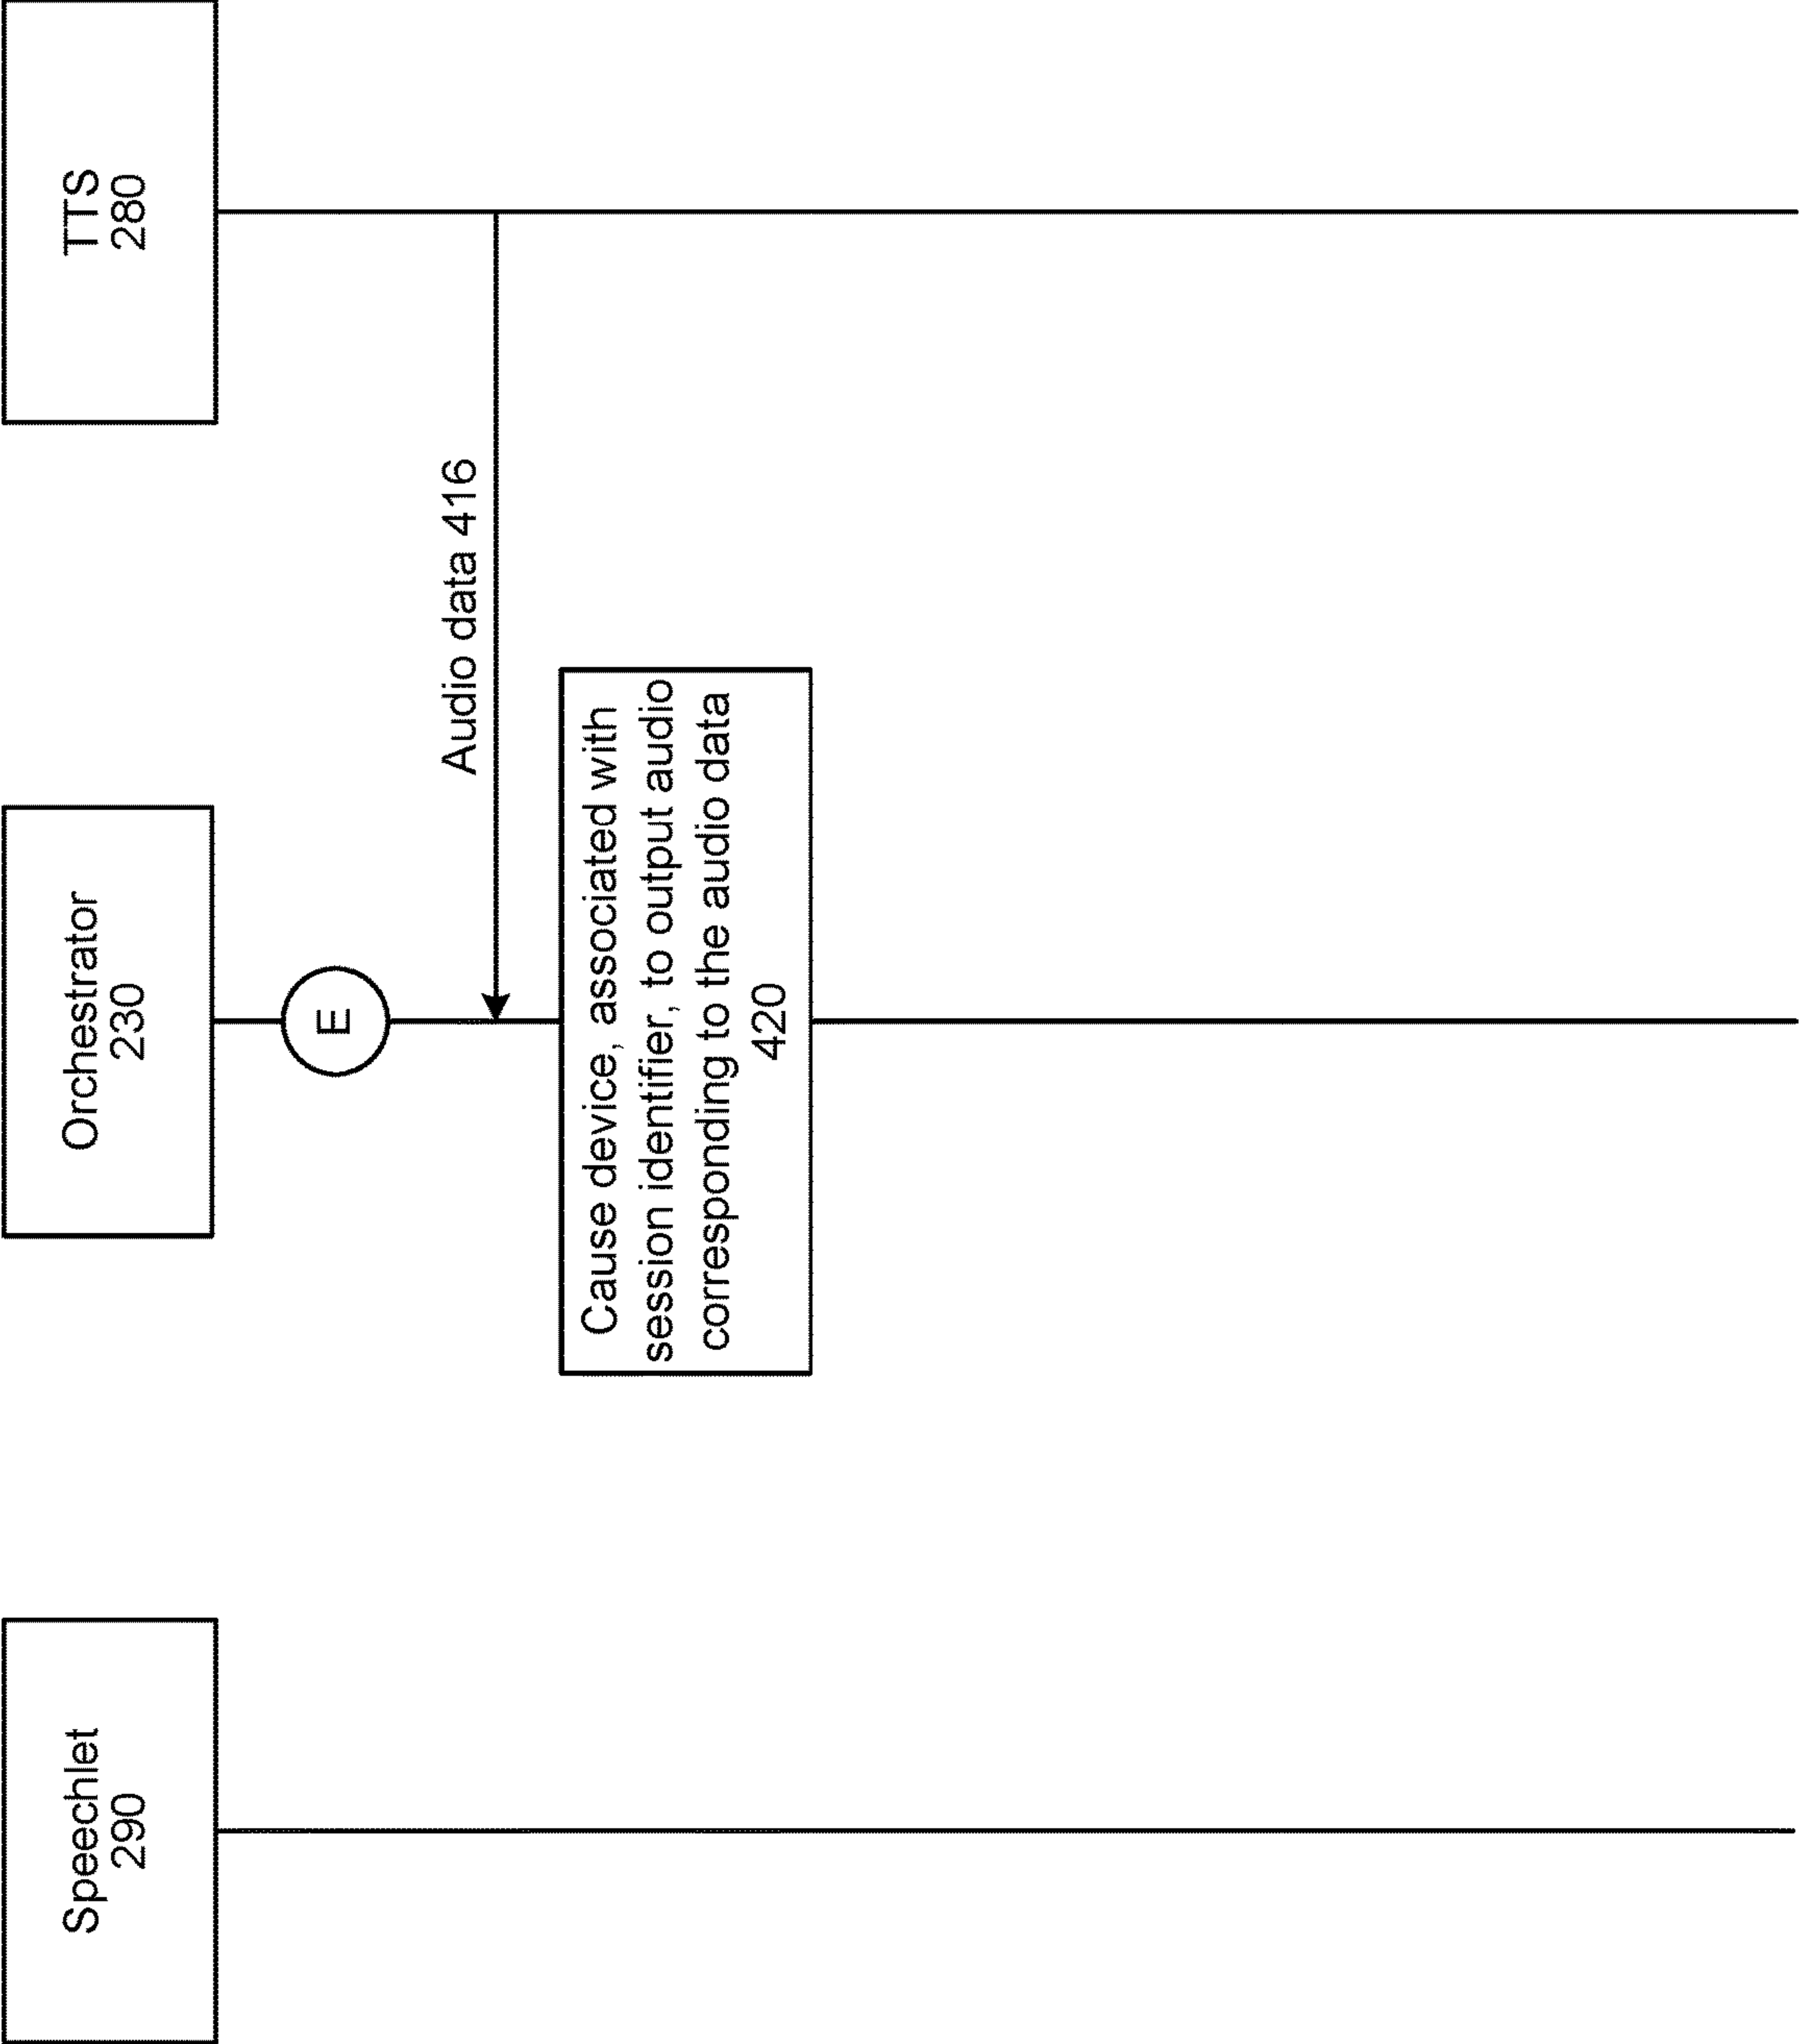 Speechlet
290
Orchestrator
230
TTS
280
E
Audio data 416
Cause device, associated with
session identifier, to output audio
corresponding to the audio data
420